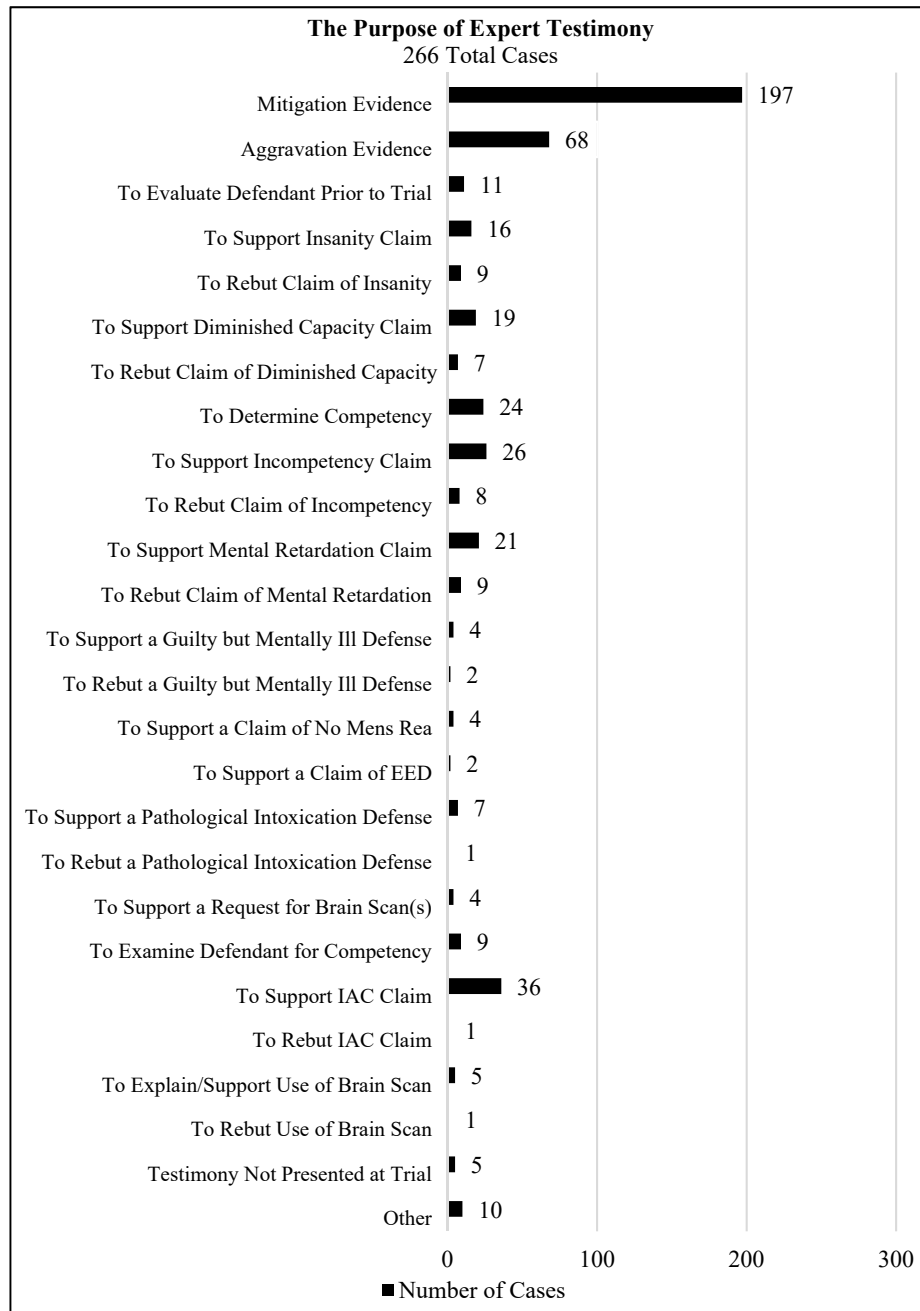 The Purpose of Expert Testimony
266 Total Cases
Mitigation Evidence 197
Aggravation Evidence 68
To Evaluate Defendant Prior to Trial 11
To Support Insanity Claim 16
To Rebut Claim of Insanity 9
To Support Diminished Capacity Claim 19
To Rebut Claim of Diminished Capacity 7
To Determine Competency 24
To Support Incompetency Claim 26
To Rebut Claim of Incompetency 8
To Support Mental Retardation Claim 21
To Rebut Claim of Mental Retardation 9
To Support a Guilty but Mentally Ill Defense 4
To Rebut a Guilty but Mentally Ill Defense 2
To Support a Claim of No Mens Rea 4
To Support a Claim of EED 2
To Support a Pathological Intoxication Defense 7
To Rebut a Pathological Intoxication Defense 1
To Support a Request for Brain Scan(s) 4
To Examine Defendant for Competency 9
To Support IAC Claim 36
To Rebut IAC Claim 1
To Explain/Support Use of Brain Scan 5
To Rebut Use of Brain Scan 1
Testimony Not Presented at Trial 5
Other 10
0 100 200 300
Number of Cases